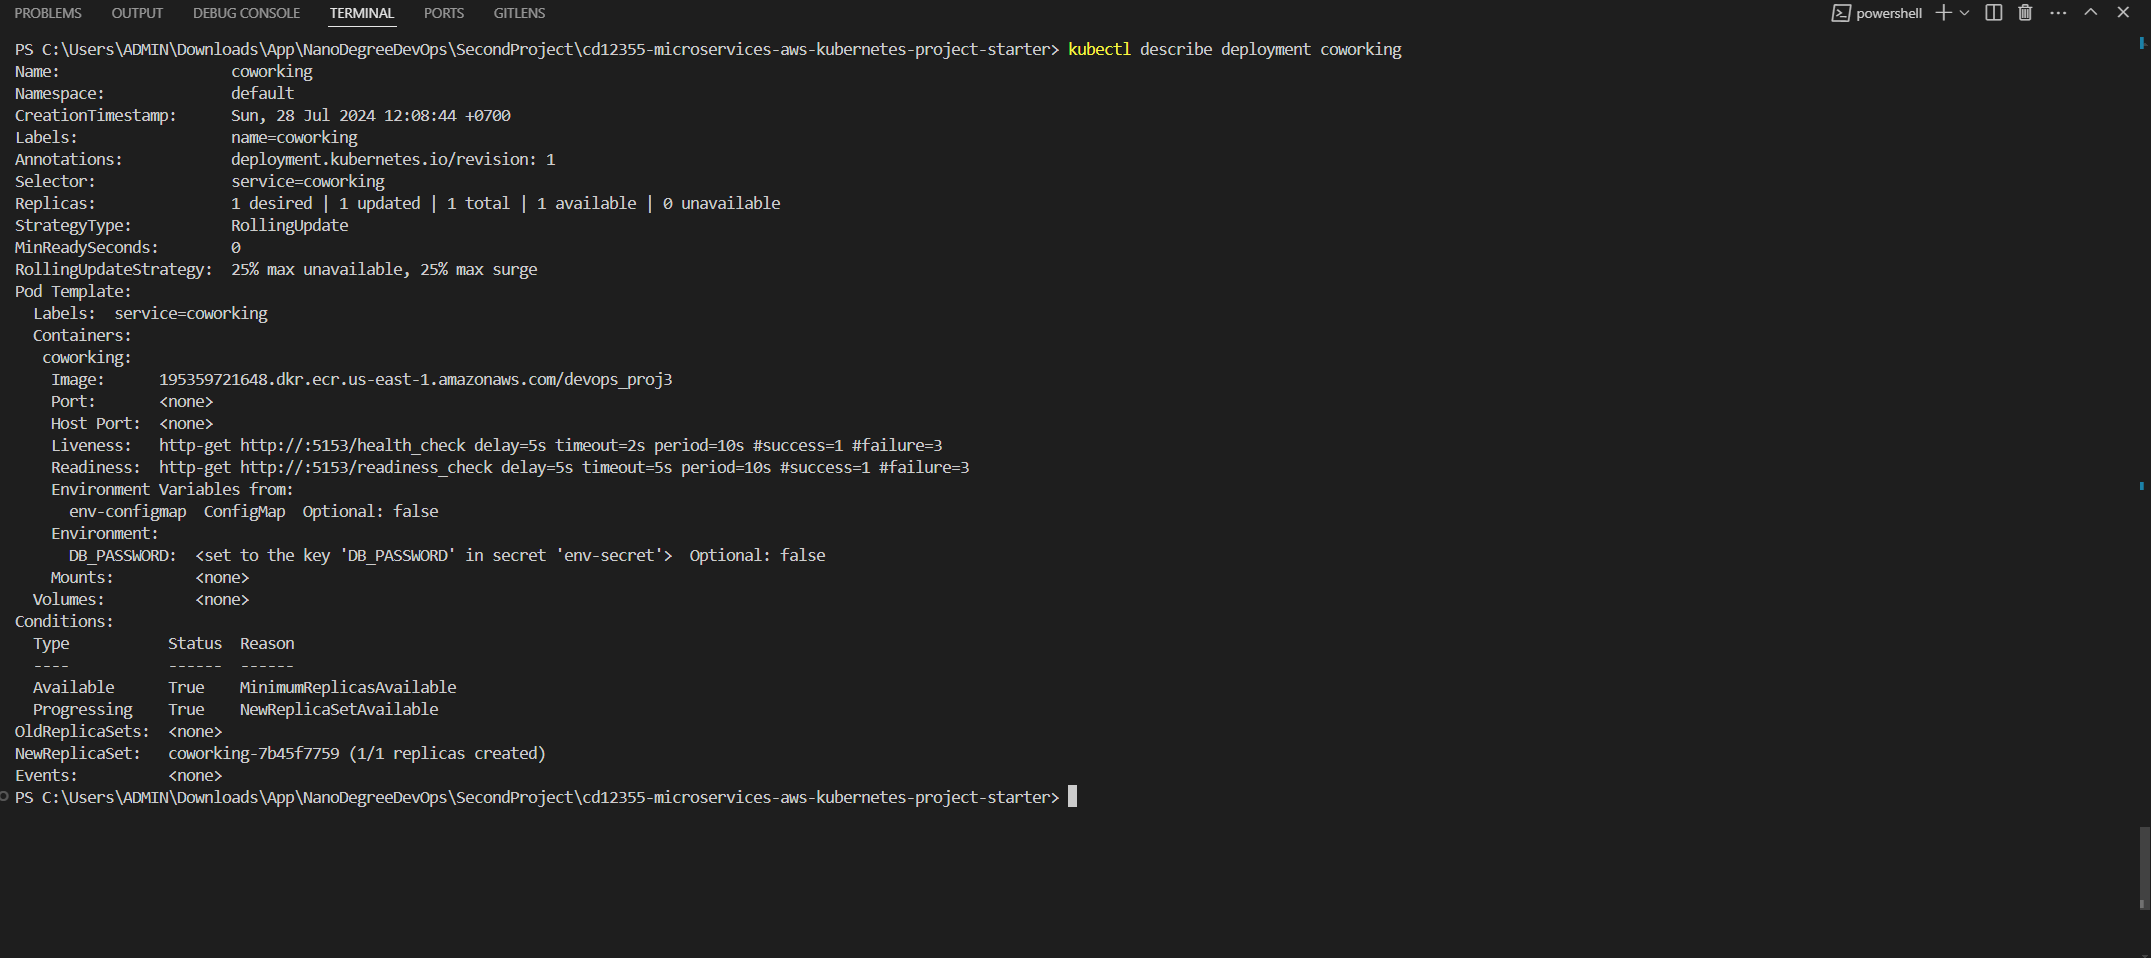 PROBLEMS OUTPUT DEBUG CONSOLE TERMINAL PORTS GITLENS powershell
PS C:\Users\ADMIN\Downloads\App\NanoDegreeDevOps\SecondProject\cd12355-microservices-aws-kubernetes-project-starter> kubectl describe deployment coworking
Name:                   coworking
Namespace:              default
CreationTimestamp:      Sun, 28 Jul 2024 12:08:44 +0700
Labels:                 name=coworking
Annotations:            deployment.kubernetes.io/revision: 1
Selector:               service=coworking
Replicas:               1 desired | 1 updated | 1 total | 1 available | 0 unavailable
StrategyType:           RollingUpdate
MinReadySeconds:        0
RollingUpdateStrategy:  25% max unavailable, 25% max surge
Pod Template:
  Labels:  service=coworking
  Containers:
   coworking:
    Image:      195359721648.dkr.ecr.us-east-1.amazonaws.com/devops_proj3
    Port:       <none>
    Host Port:  <none>
    Liveness:   http-get http://:5153/health_check delay=5s timeout=2s period=10s #success=1 #failure=3
    Readiness:  http-get http://:5153/readiness_check delay=5s timeout=5s period=10s #success=1 #failure=3
    Environment Variables from:
      env-configmap  ConfigMap  Optional: false
    Environment:
      DB_PASSWORD:  <set to the key 'DB_PASSWORD' in secret 'env-secret'>  Optional: false
    Mounts:         <none>
  Volumes:          <none>
Conditions:
  Type           Status  Reason
  ----           ------  ------
  Available      True    MinimumReplicasAvailable
  Progressing    True    NewReplicaSetAvailable
OldReplicaSets:  <none>
NewReplicaSet:   coworking-7b45f7759 (1/1 replicas created)
Events:          <none>
PS C:\Users\ADMIN\Downloads\App\NanoDegreeDevOps\SecondProject\cd12355-microservices-aws-kubernetes-project-starter>